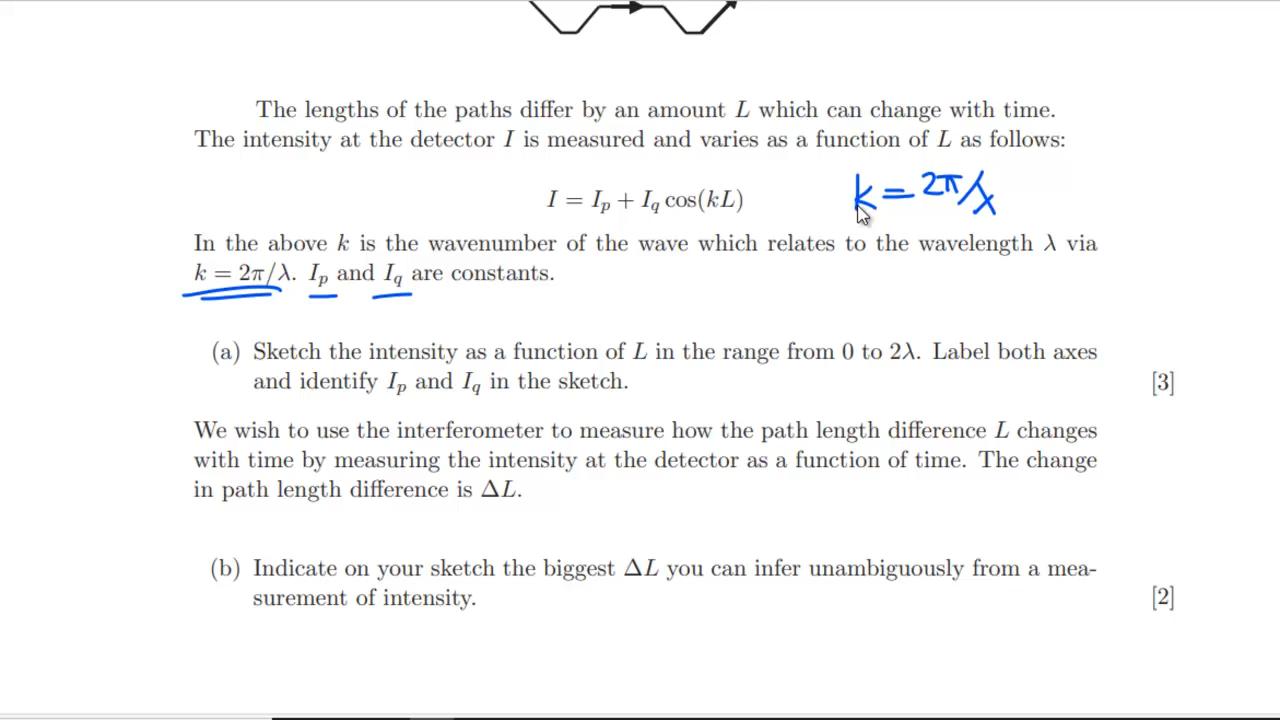 The lengths of the paths differ by an amount L which can change with time.
The intensity at the detector I is measured and varies as a function of L as follows:
I = Iₚ + I_q cos(kL)
k = 2π/λ
In the above k is the wavenumber of the wave which relates to the wavelength λ via
k = 2π/λ. Iₚ and I_q are constants.
(a) Sketch the intensity as a function of L in the range from 0 to 2λ. Label both axes
and identify Iₚ and I_q in the sketch. [3]
We wish to use the interferometer to measure how the path length difference L changes
with time by measuring the intensity at the detector as a function of time. The change
in path length difference is ΔL.
(b) Indicate on your sketch the biggest ΔL you can infer unambiguously from a mea-
surement of intensity. [2]